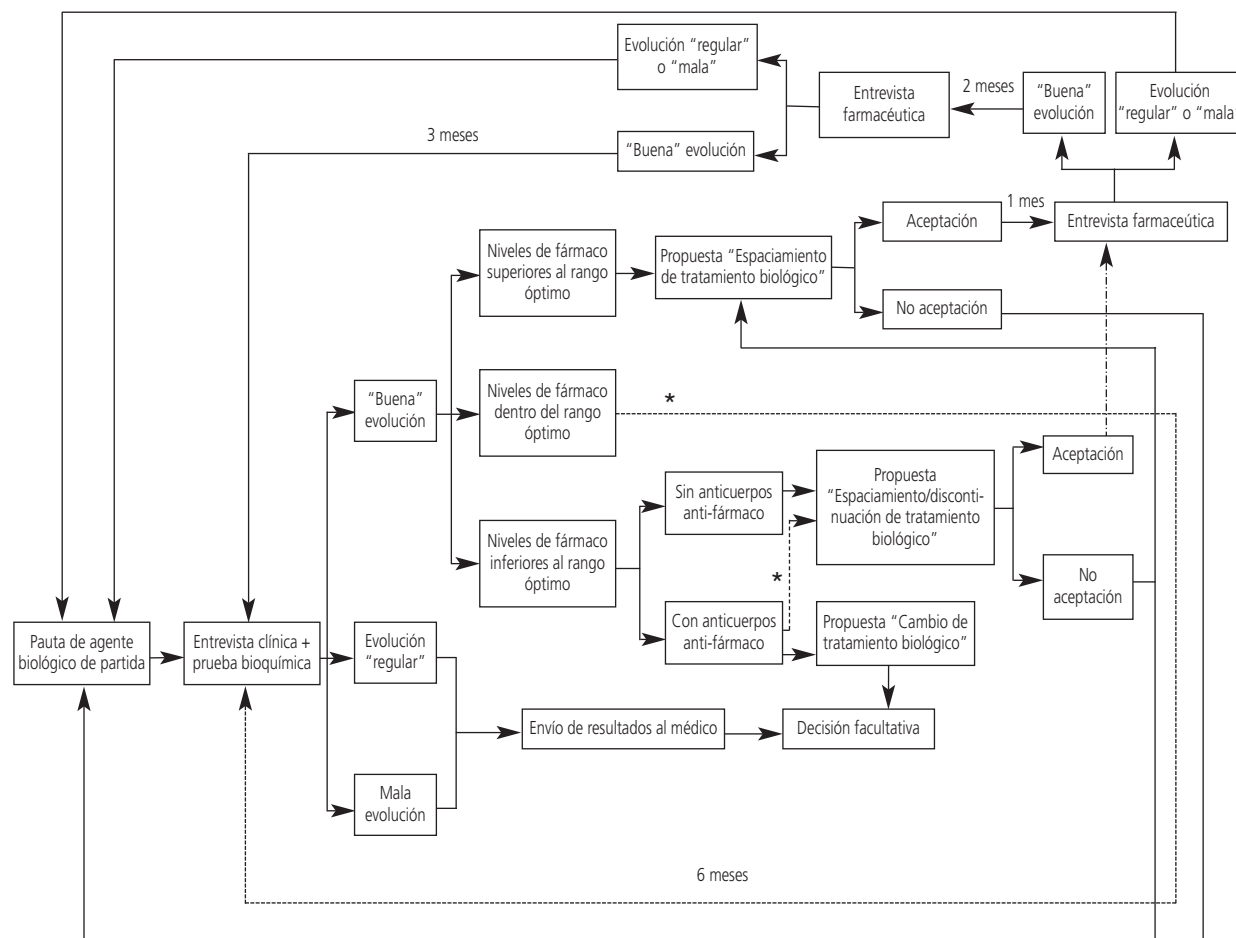 Evolución “regular”
o “mala”
Entrevista
farmacéutica
2 meses
“Buena”
evolución
Evolución
“regular” o “mala”
3 meses
“Buena” evolución
1 mes
Aceptación
Entrevista farmaceútica
Niveles de fármaco
superiores al rango
óptimo
Propuesta “Espaciamiento
de tratamiento biológico”
No aceptación
“Buena”
evolución
Niveles de fármaco
dentro del rango
óptimo
*
Aceptación
Sin anticuerpos
anti-fármaco
Propuesta
“Espaciamiento/disconti-
nuación de tratamiento
biológico”
Niveles de fármaco
inferiores al rango
óptimo
*
No
aceptación
Con anticuerpos
anti-fármaco
Propuesta “Cambio de
tratamiento biológico”
Pauta de agente
biológico de partida
Entrevista clínica +
prueba bioquímica
Evolución
“regular”
Envío de resultados al médico
Decisión facultativa
Mala
evolución
6 meses